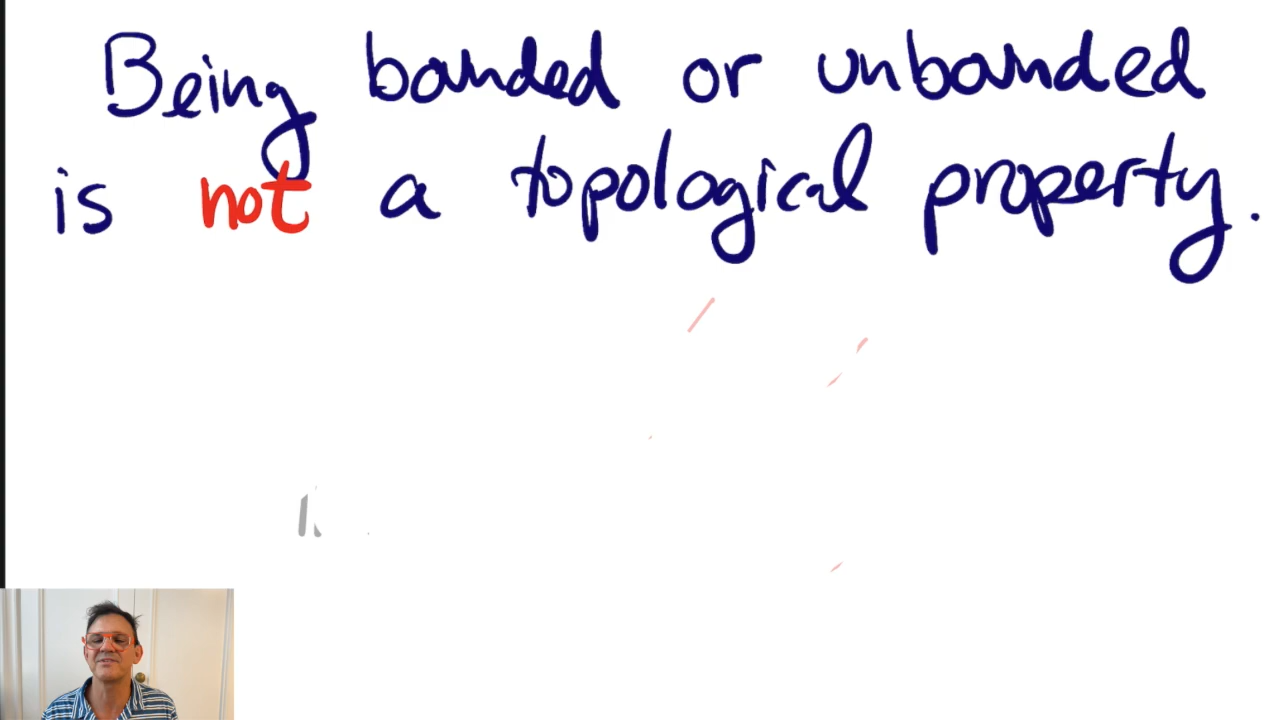 Being bounded or unbounded
is not a topological property.